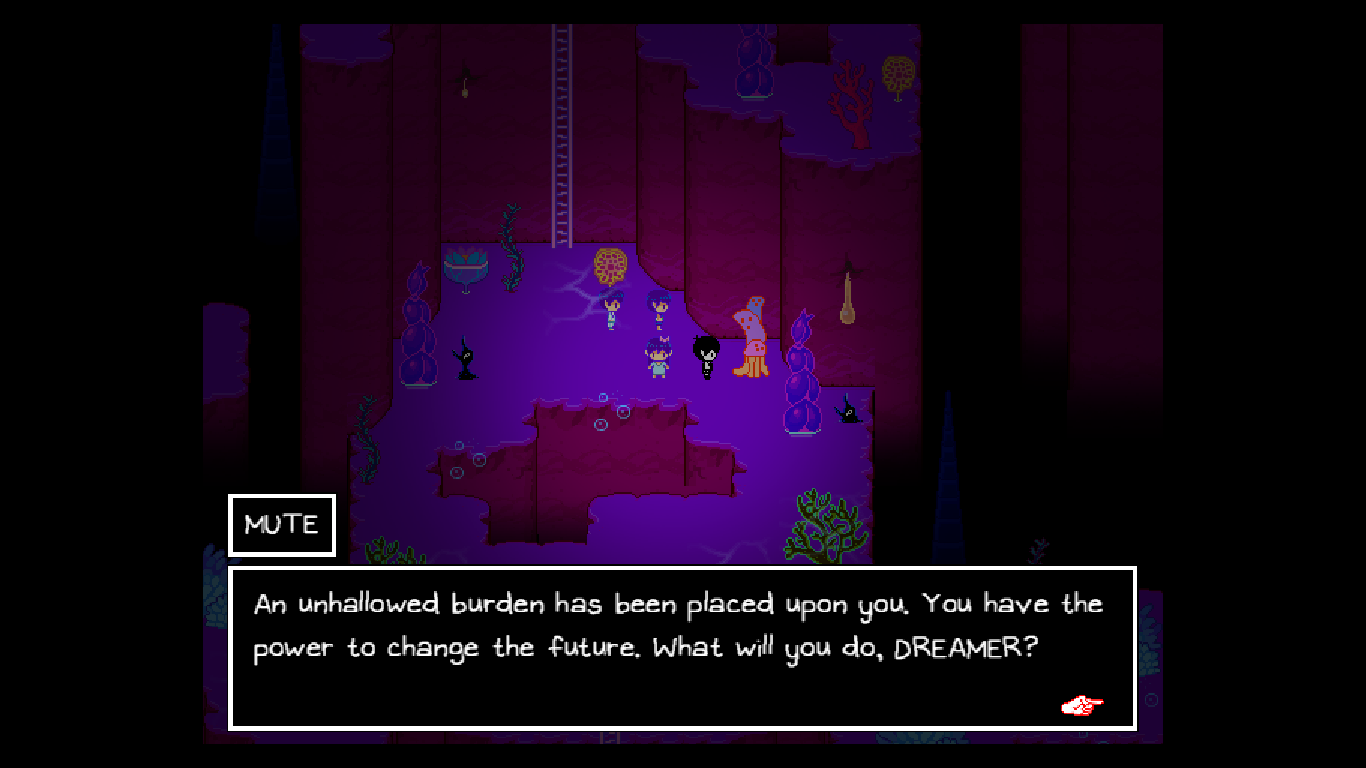 MUTE
An unhallowed burden has been placed upon you. You have the
power to change the future. What will you do, DREAMER?